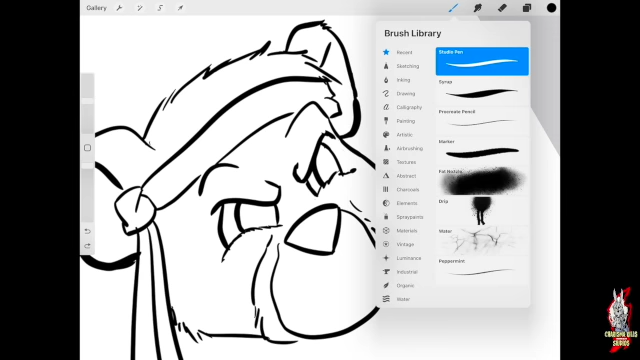 Gallery
Brush Library
Recent
Sketching
Inking
Drawing
Calligraphy
Painting
Artistic
Airbrushing
Textures
Abstract
Charcoals
Elements
Spraypaints
Materials
Vintage
Luminance
Industrial
Organic
Water
Studio Pen
Syrup
Procreate Pencil
Marker
Fat Nozzle
Drip
Water
Peppermint
STUDIOS